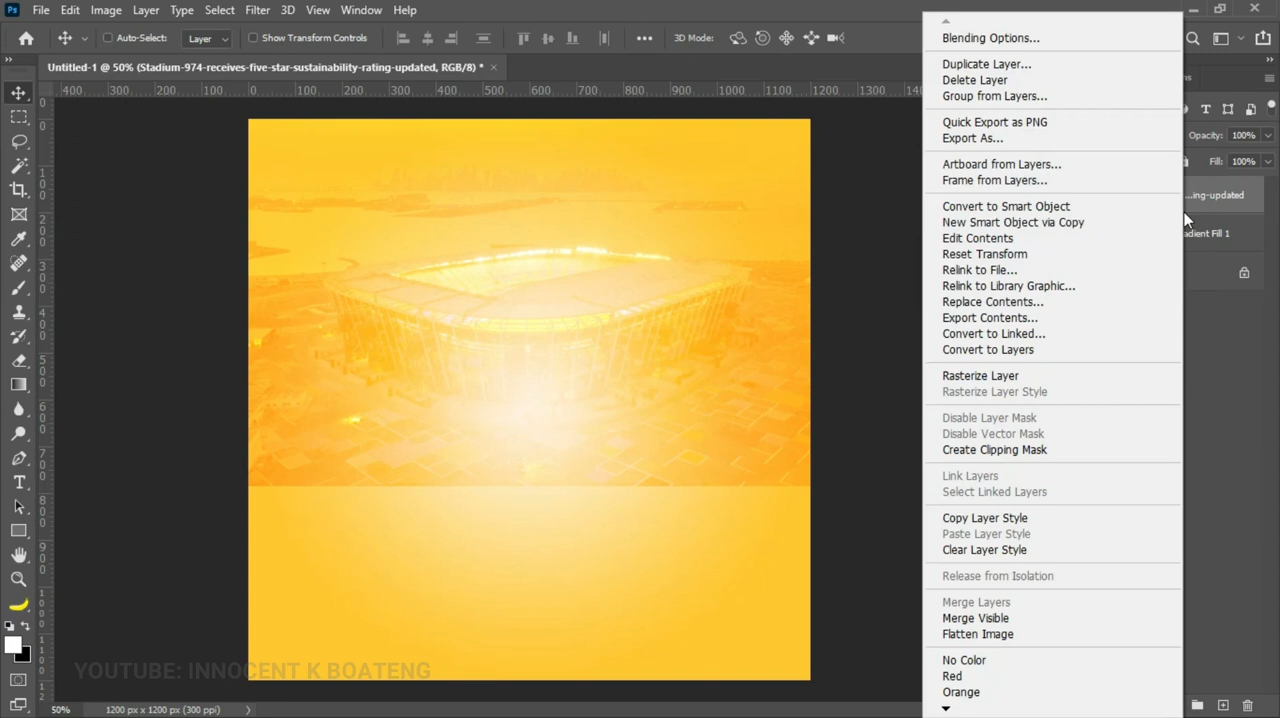 Ps File Edit Image Layer Type Select Filter 3D View Window Help
Auto-Select: Layer Show Transform Controls 3D Mode:
Untitled-1 @ 50% (Stadium-974-receives-five-star-sustainability-rating-updated, RGB/8) *
400 300 200 100 0 100 200 300 400 500 600 700 800 900 1000 1100 1200 1300
Blending Options...
Duplicate Layer...
Delete Layer
Group from Layers...
Quick Export as PNG
Export As...
Opacity: 100%
Artboard from Layers...
Fill: 100%
Frame from Layers...
...ing-updated
Convert to Smart Object
New Smart Object via Copy
adient Fill 1
Edit Contents
Reset Transform
Relink to File...
Relink to Library Graphic...
Replace Contents...
Export Contents...
Convert to Linked...
Convert to Layers
Rasterize Layer
Rasterize Layer Style
Disable Layer Mask
Disable Vector Mask
Create Clipping Mask
Link Layers
Select Linked Layers
Copy Layer Style
Paste Layer Style
Clear Layer Style
Release from Isolation
Merge Layers
Merge Visible
Flatten Image
No Color
Red
Orange
YOUTUBE: INNOCENT K BOATENG
50% 1200 px x 1200 px (300 ppi)